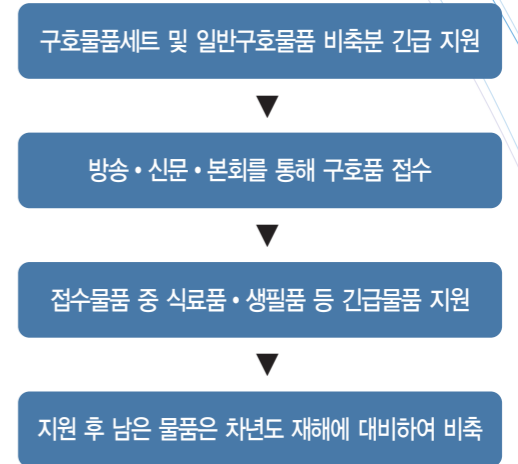 구호물품세트 및 일반구호물품 비축분 긴급 지원
▼
방송•신문•본회를 통해 구호품 접수
▼
접수물품 중 식료품•생필품 등 긴급물품 지원
▼
지원 후 남은 물품은 차년도 재해에 대비하여 비축